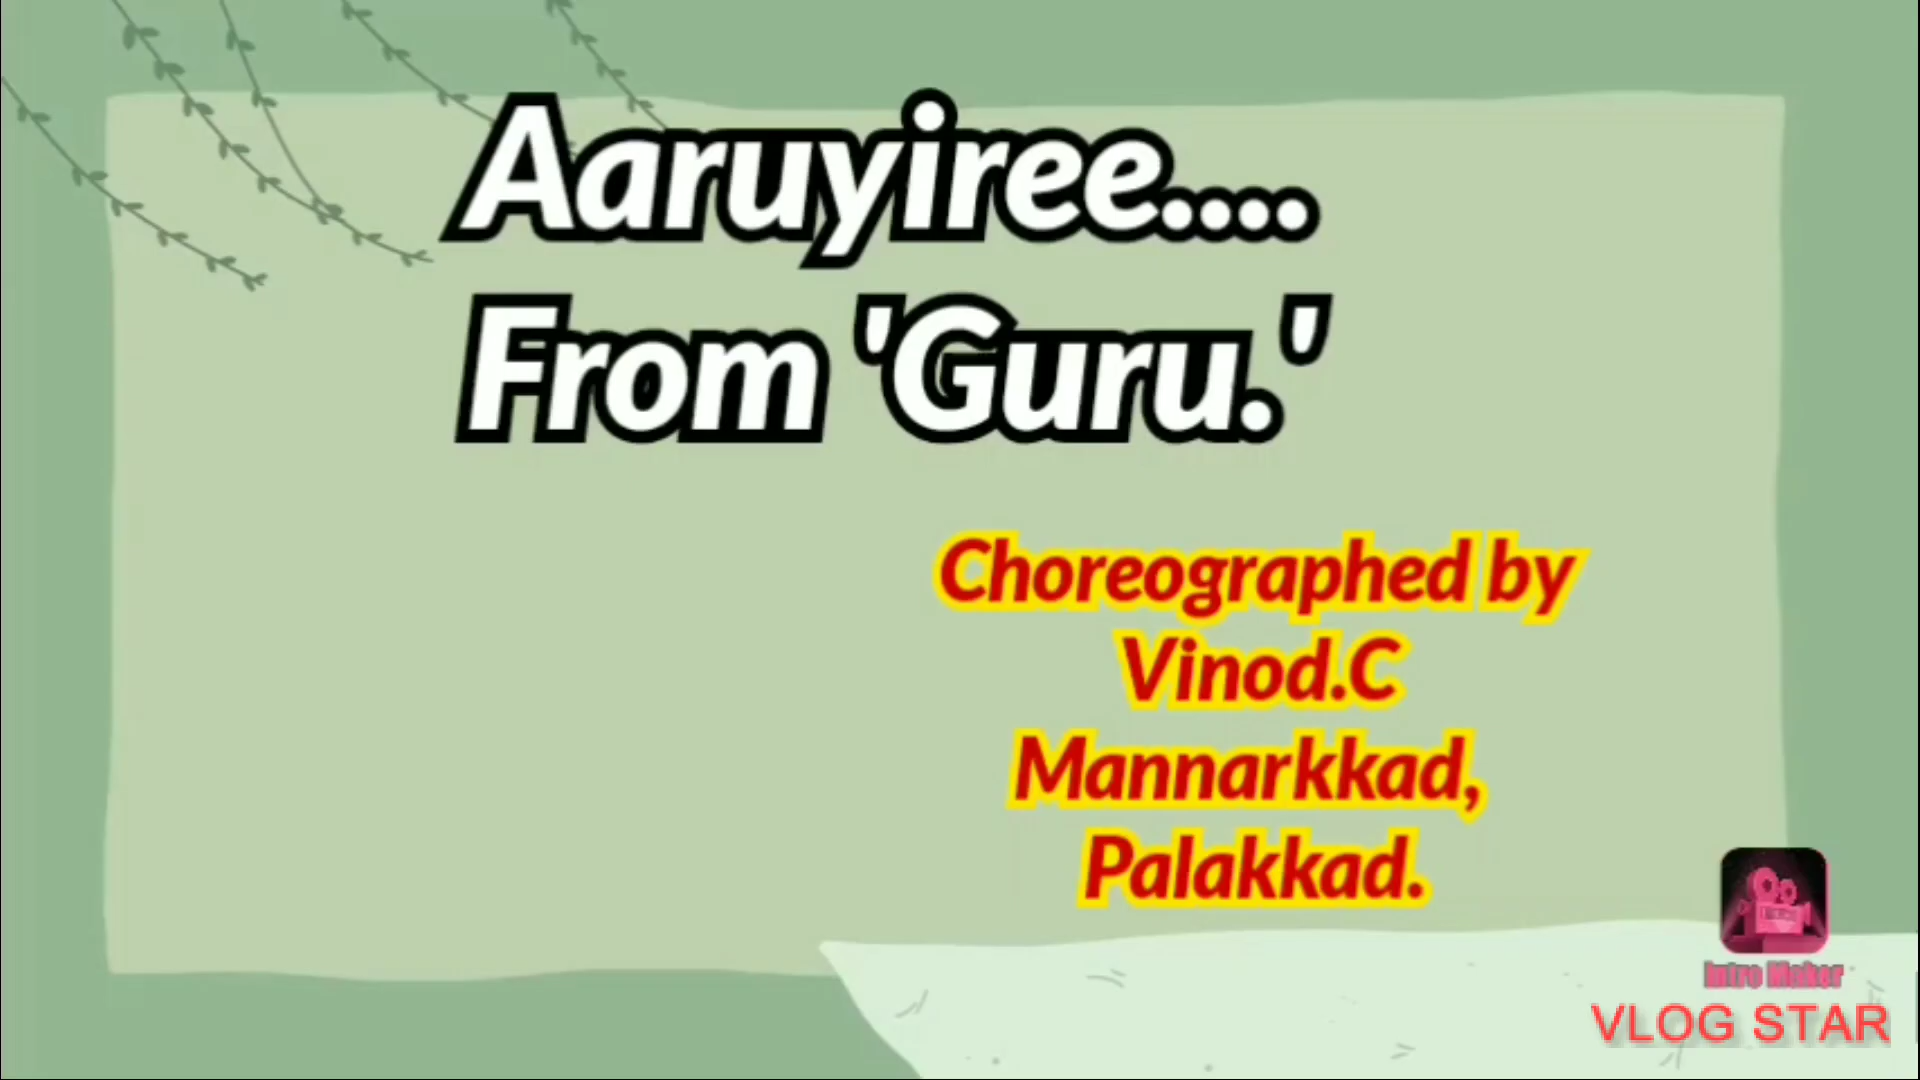 Aaruyiree....
From 'Guru.'
Choreographed by
Vinod.C
Mannarkkad,
Palakkad.
Intro Maker
VLOG STAR